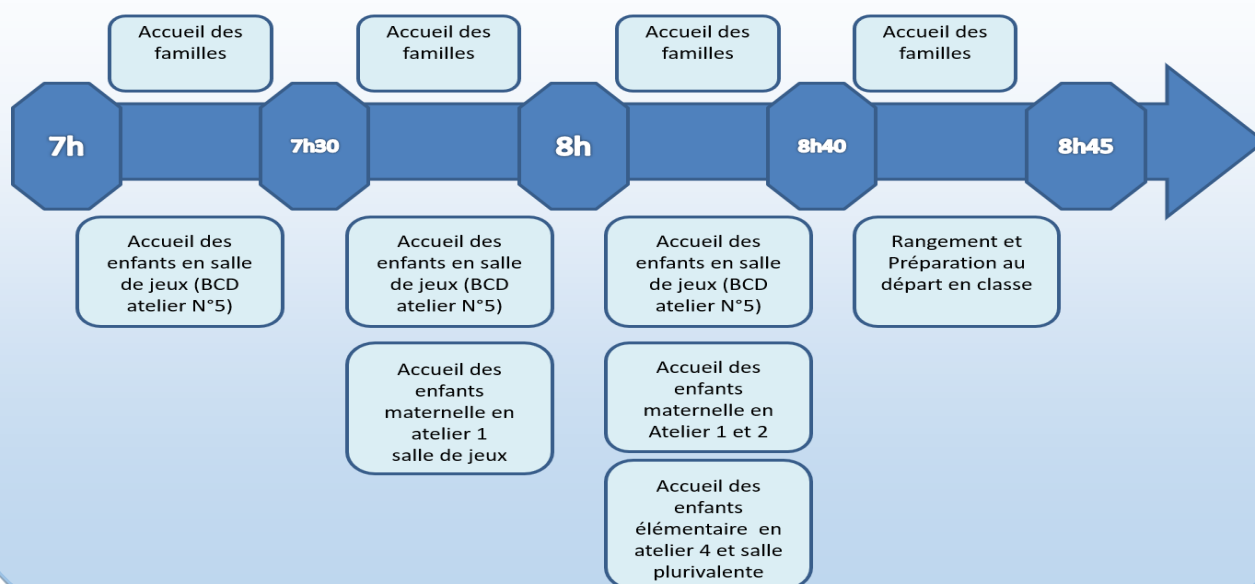 Accueil des
familles
Accueil des
familles
Accueil des
familles
Accueil des
familles
7h
7h30
8h
8h40
8h45
Accueil des
enfants en salle
de jeux (BCD
atelier N°5)
Accueil des
enfants en salle
de jeux (BCD
atelier N°5)
Accueil des
enfants en salle
de jeux (BCD
atelier N°5)
Rangement et
Préparation au
départ en classe
Accueil des
enfants
maternelle en
atelier 1
salle de jeux
Accueil des
enfants
maternelle en
Atelier 1 et 2
Accueil des
enfants
élémentaire en
atelier 4 et salle
plurivalente